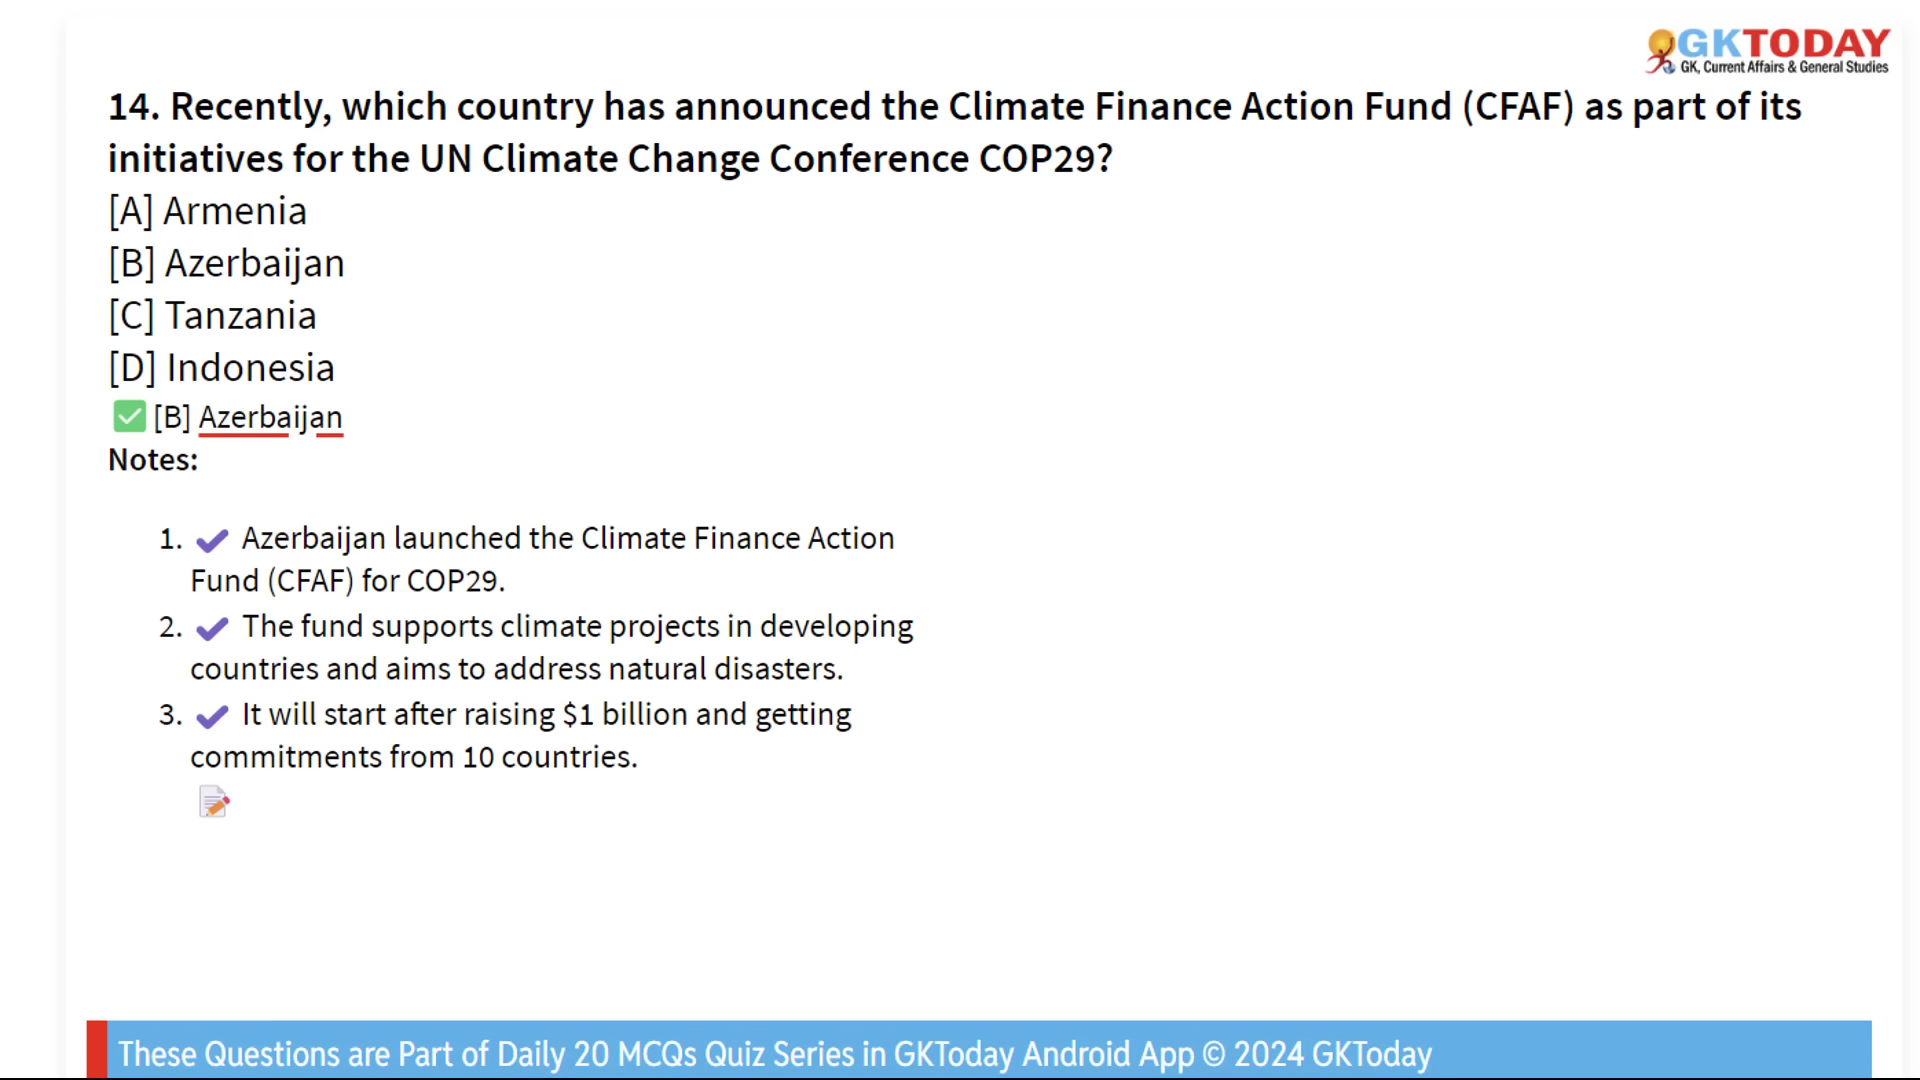 GKTODAY
GK, Current Affairs & General Studies
14. Recently, which country has announced the Climate Finance Action Fund (CFAF) as part of its
initiatives for the UN Climate Change Conference COP29?
[A] Armenia
[B] Azerbaijan
[C] Tanzania
[D] Indonesia
✅ [B] Azerbaijan
Notes:
1. ✔ Azerbaijan launched the Climate Finance Action
Fund (CFAF) for COP29.
2. ✔ The fund supports climate projects in developing
countries and aims to address natural disasters.
3. ✔ It will start after raising $1 billion and getting
commitments from 10 countries.
These Questions are Part of Daily 20 MCQs Quiz Series in GKToday Android App © 2024 GKToday